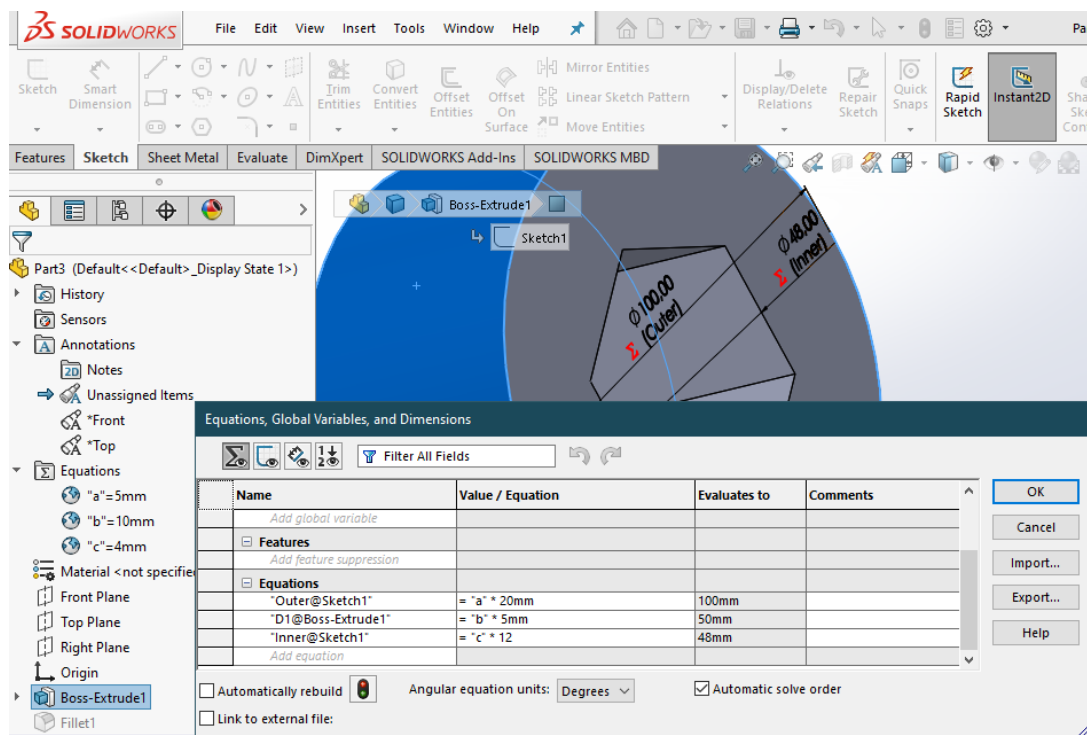 SOLIDWORKS File Edit View Insert Tools Window Help Pa
Sketch Smart Dimension Trim Entities Convert Entities Offset Entities Offset On Surface Mirror Entities Linear Sketch Pattern Move Entities Display/Delete Relations Repair Sketch Quick Snaps Rapid Sketch Instant2D
Features Sketch Sheet Metal Evaluate DimXpert SOLIDWORKS Add-Ins SOLIDWORKS MBD
Boss-Extrude1
Sketch1
Ø48,00
Σ (Inner)
Ø100,00
Σ (Outer)
Part3 (Default<<Default>_Display State 1>)
History
Sensors
Annotations
Notes
Unassigned Items
*Front
*Top
Equations
"a"=5mm
"b"=10mm
"c"=4mm
Material <not specifie
Front Plane
Top Plane
Right Plane
Origin
Boss-Extrude1
Fillet1
Equations, Global Variables, and Dimensions
Filter All Fields
Name Value / Equation Evaluates to Comments
Add global variable
Features
Add feature suppression
Equations
"Outer@Sketch1" = "a" * 20mm 100mm
"D1@Boss-Extrude1" = "b" * 5mm 50mm
"Inner@Sketch1" = "c" * 12 48mm
Add equation
OK
Cancel
Import...
Export...
Help
Automatically rebuild Angular equation units: Degrees Automatic solve order
Link to external file: